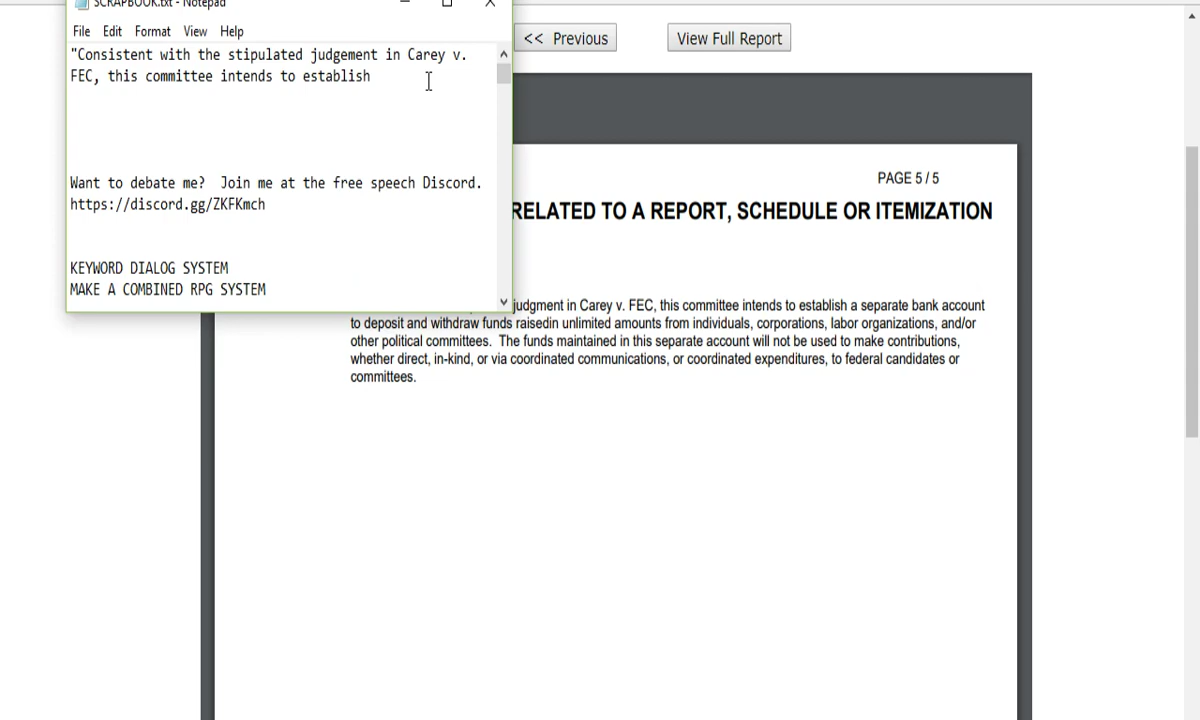 SCRAPBOOK.txt - Notepad
File Edit Format View Help
"Consistent with the stipulated judgement in Carey v.
FEC, this committee intends to establish
Want to debate me? Join me at the free speech Discord.
https://discord.gg/ZKFKmch
KEYWORD DIALOG SYSTEM
MAKE A COMBINED RPG SYSTEM
<< Previous
View Full Report
PAGE 5 / 5
RELATED TO A REPORT, SCHEDULE OR ITEMIZATION
judgment in Carey v. FEC, this committee intends to establish a separate bank account
to deposit and withdraw funds raisedin unlimited amounts from individuals, corporations, labor organizations, and/or
other political committees. The funds maintained in this separate account will not be used to make contributions,
whether direct, in-kind, or via coordinated communications, or coordinated expenditures, to federal candidates or
committees.